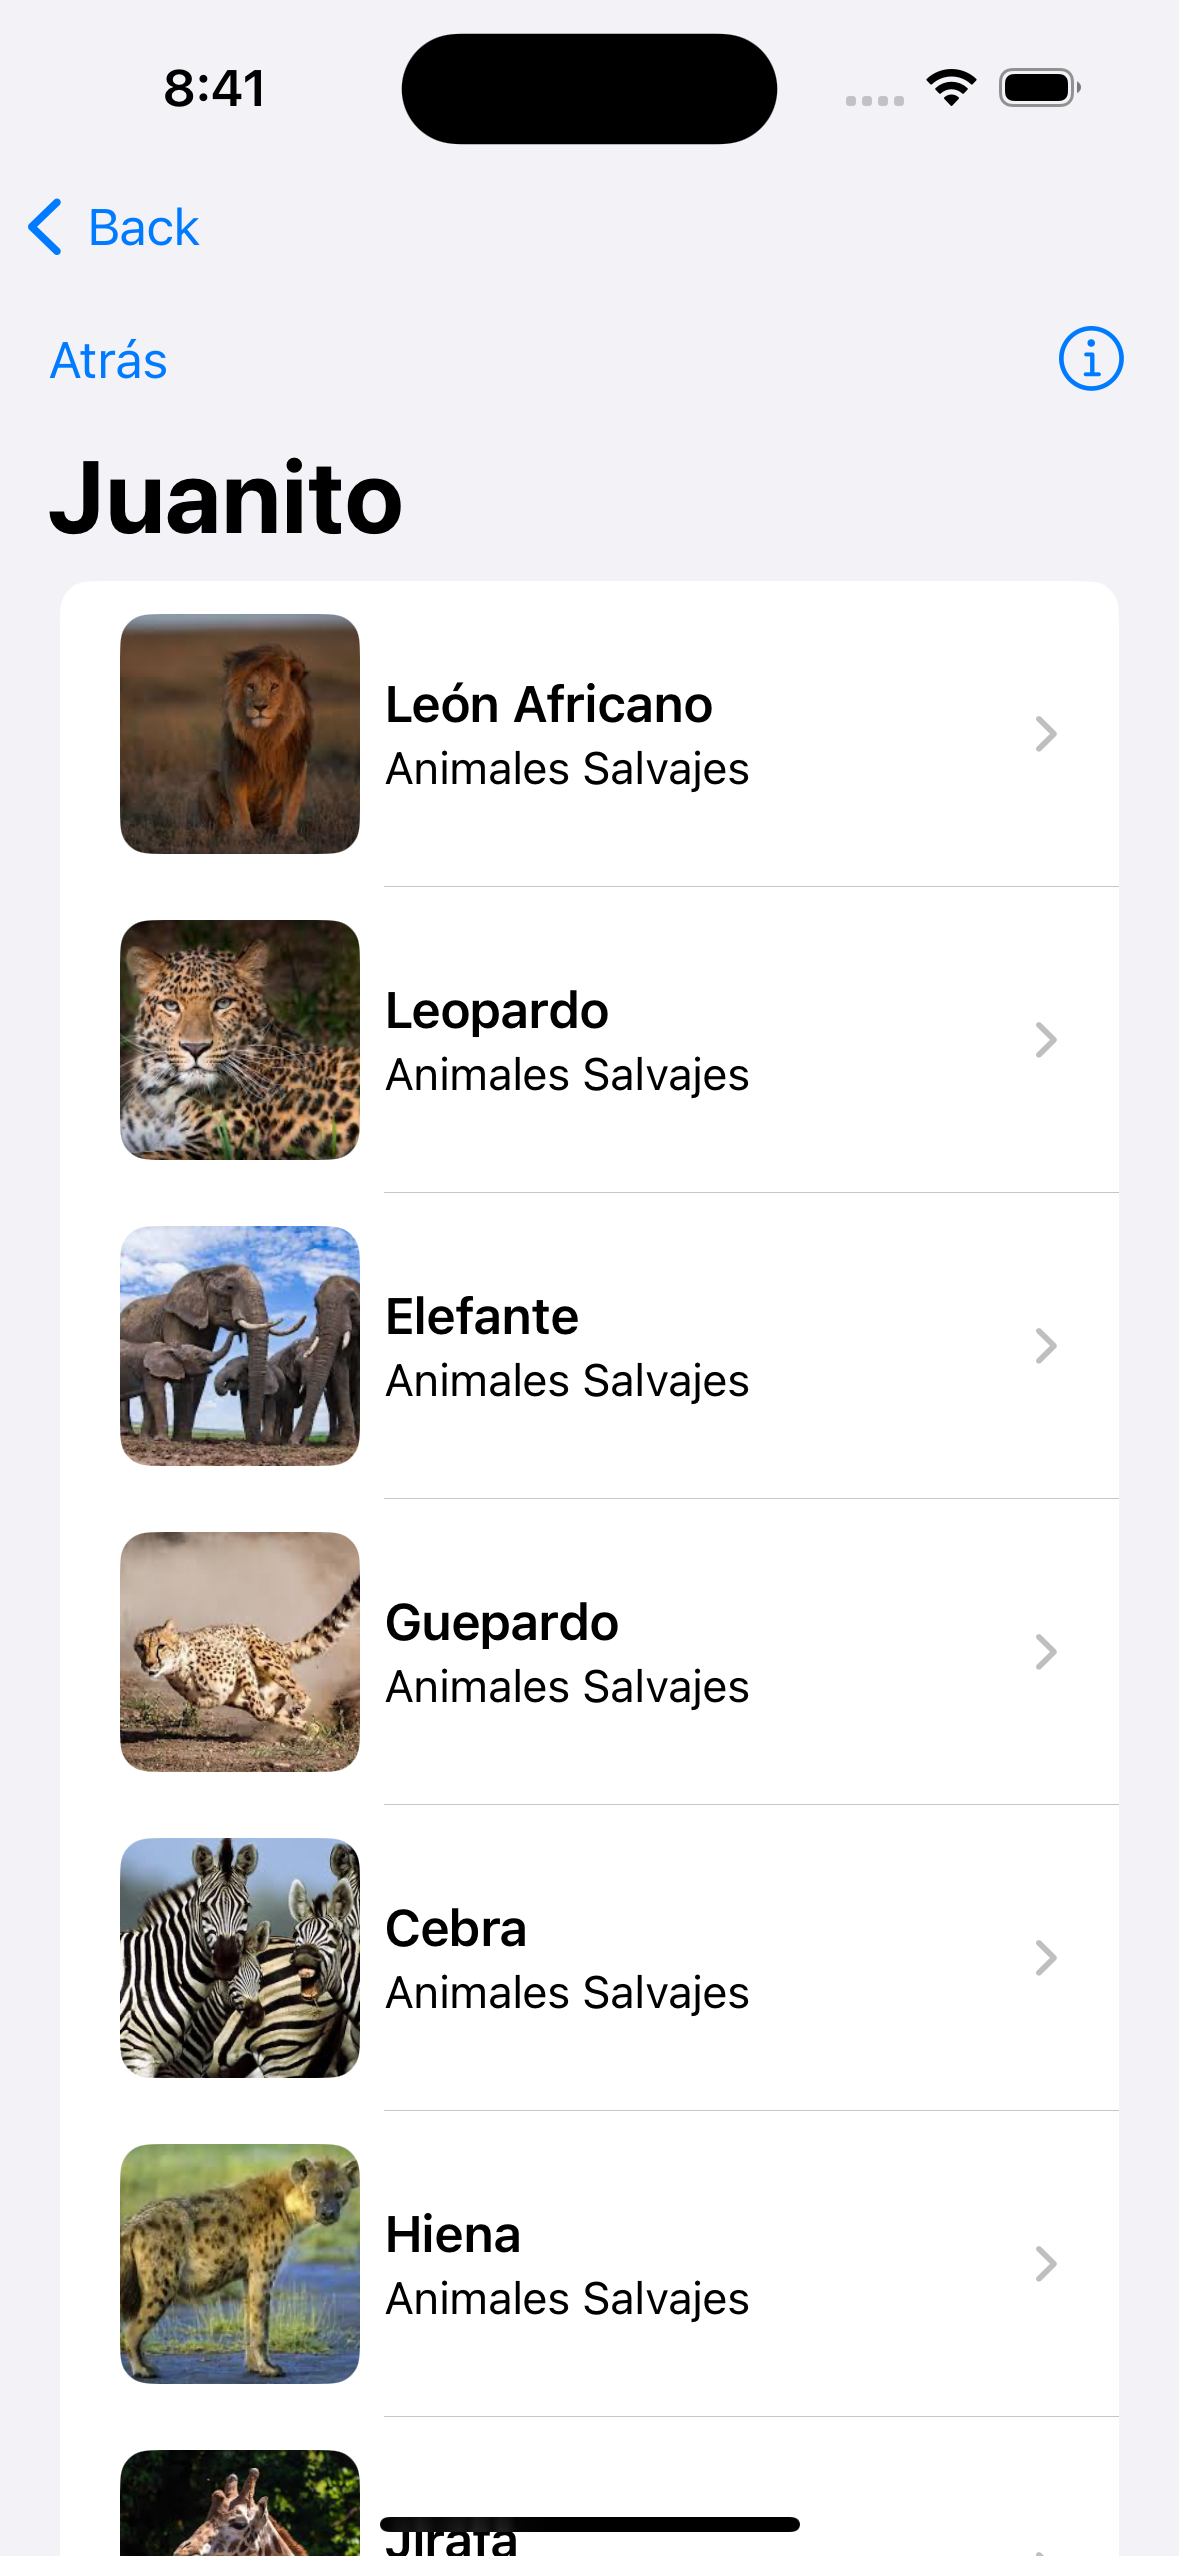 8:41
Back
Atrás
Juanito
León Africano
Animales Salvajes
Leopardo
Animales Salvajes
Elefante
Animales Salvajes
Guepardo
Animales Salvajes
Cebra
Animales Salvajes
Hiena
Animales Salvajes
Jirafa